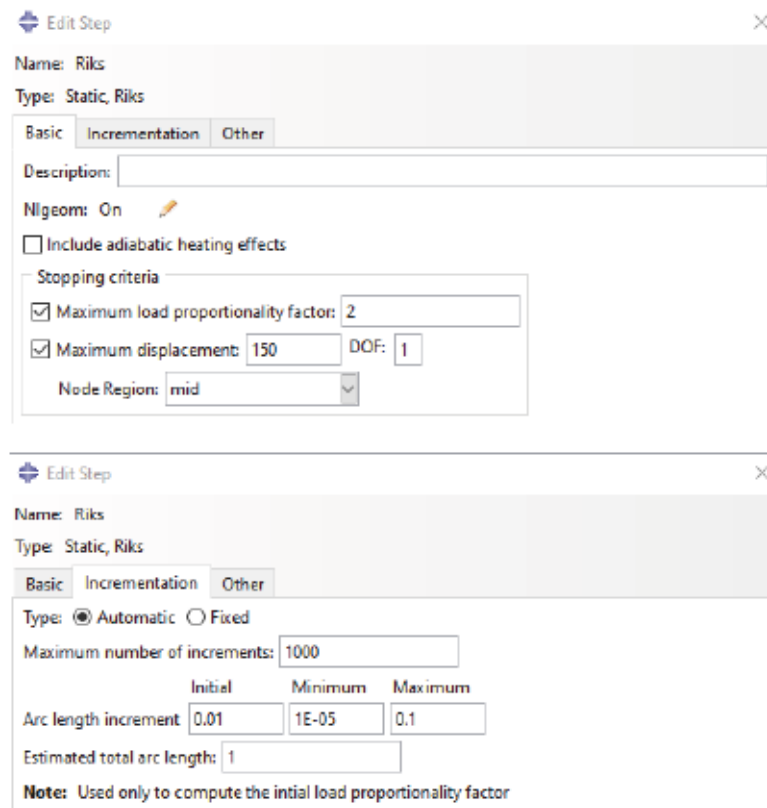 Edit Step
Name: Riks
Type: Static, Riks
Basic Incrementation Other
Description:
Nlgeom: On
Include adiabatic heating effects
Stopping criteria
Maximum load proportionality factor: 2
Maximum displacement: 150 DOF: 1
Node Region: mid
Edit Step
Name: Riks
Type: Static, Riks
Basic Incrementation Other
Type: Automatic Fixed
Maximum number of increments: 1000
Initial Minimum Maximum
Arc length increment 0.01 1E-05 0.1
Estimated total arc length: 1
Note: Used only to compute the intial load proportionality factor